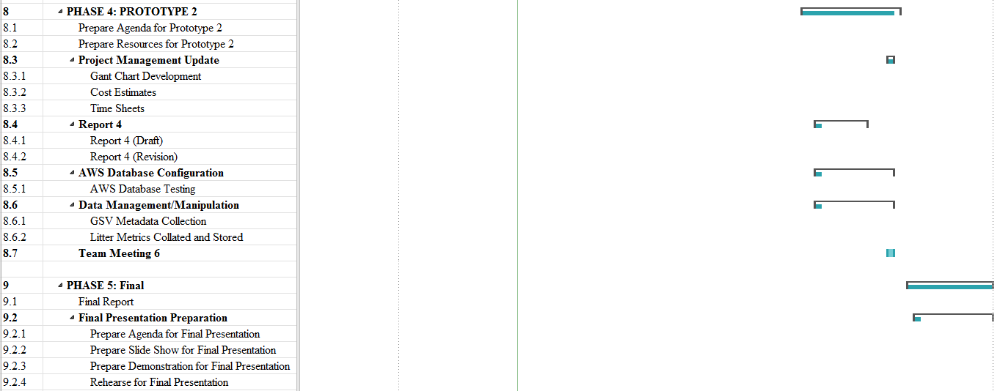 8 PHASE 4: PROTOTYPE 2
8.1 Prepare Agenda for Prototype 2
8.2 Prepare Resources for Prototype 2
8.3 Project Management Update
8.3.1 Gant Chart Development
8.3.2 Cost Estimates
8.3.3 Time Sheets
8.4 Report 4
8.4.1 Report 4 (Draft)
8.4.2 Report 4 (Revision)
8.5 AWS Database Configuration
8.5.1 AWS Database Testing
8.6 Data Management/Manipulation
8.6.1 GSV Metadata Collection
8.6.2 Litter Metrics Collated and Stored
8.7 Team Meeting 6
9 PHASE 5: Final
9.1 Final Report
9.2 Final Presentation Preparation
9.2.1 Prepare Agenda for Final Presentation
9.2.2 Prepare Slide Show for Final Presentation
9.2.3 Prepare Demonstration for Final Presentation
9.2.4 Rehearse for Final Presentation